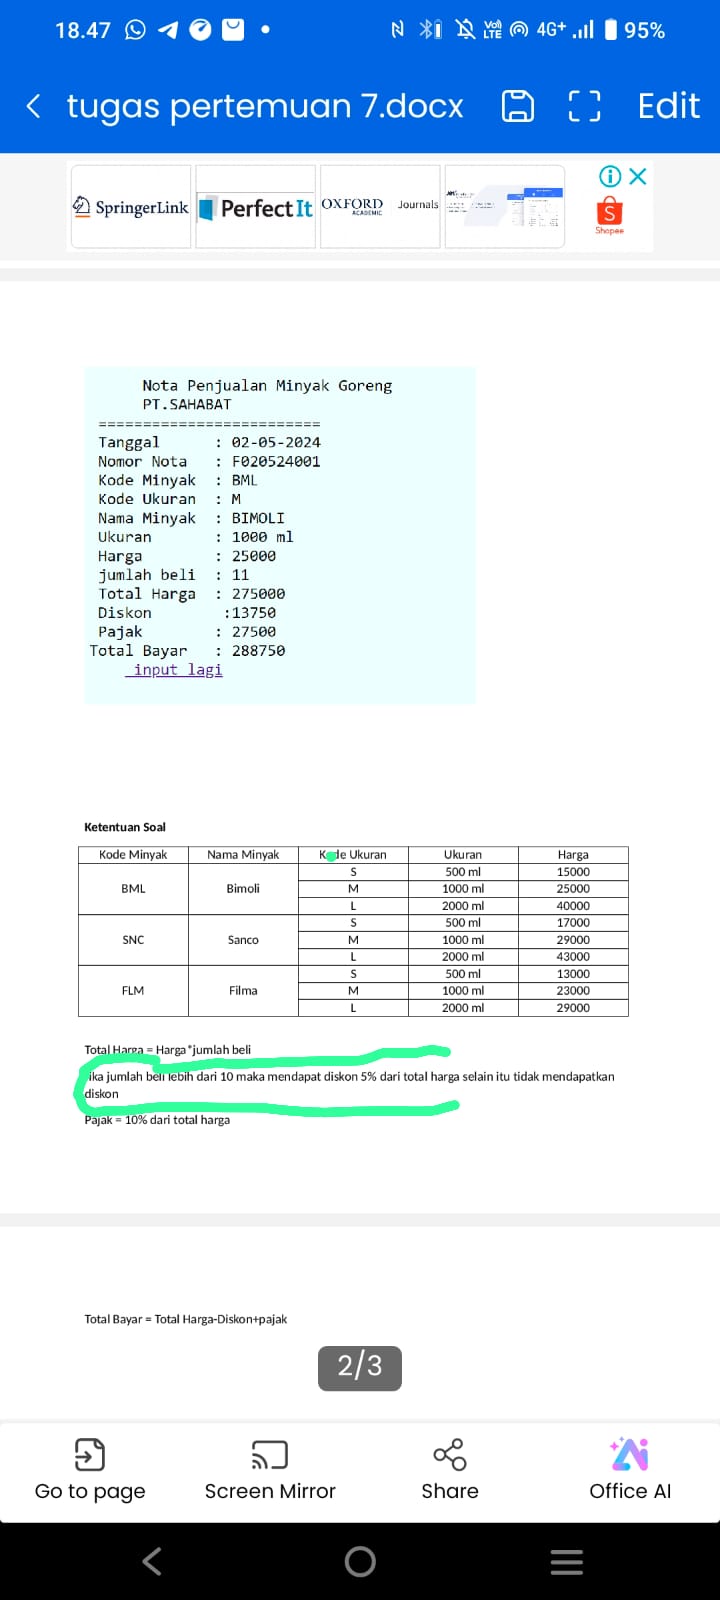 18.47 VoLTE 4G+ 95%
tugas pertemuan 7.docx Edit
SpringerLink PerfectIt OXFORD ACADEMIC Journals
Shopee
Nota Penjualan Minyak Goreng
PT.SAHABAT
=========================
Tanggal : 02-05-2024
Nomor Nota : F020524001
Kode Minyak : BML
Kode Ukuran : M
Nama Minyak : BIMOLI
Ukuran : 1000 ml
Harga : 25000
jumlah beli : 11
Total Harga : 275000
Diskon :13750
Pajak : 27500
Total Bayar : 288750
input lagi
Ketentuan Soal
Kode Minyak Nama Minyak Kode Ukuran Ukuran Harga
S 500 ml 15000
BML Bimoli M 1000 ml 25000
L 2000 ml 40000
S 500 ml 17000
SNC Sanco M 1000 ml 29000
L 2000 ml 43000
S 500 ml 13000
FLM Filma M 1000 ml 23000
L 2000 ml 29000
Total Harga = Harga*jumlah beli
ika jumlah beli lebih dari 10 maka mendapat diskon 5% dari total harga selain itu tidak mendapatkan
diskon
Pajak = 10% dari total harga
Total Bayar = Total Harga-Diskon+pajak
2/3
Go to page Screen Mirror Share Office AI